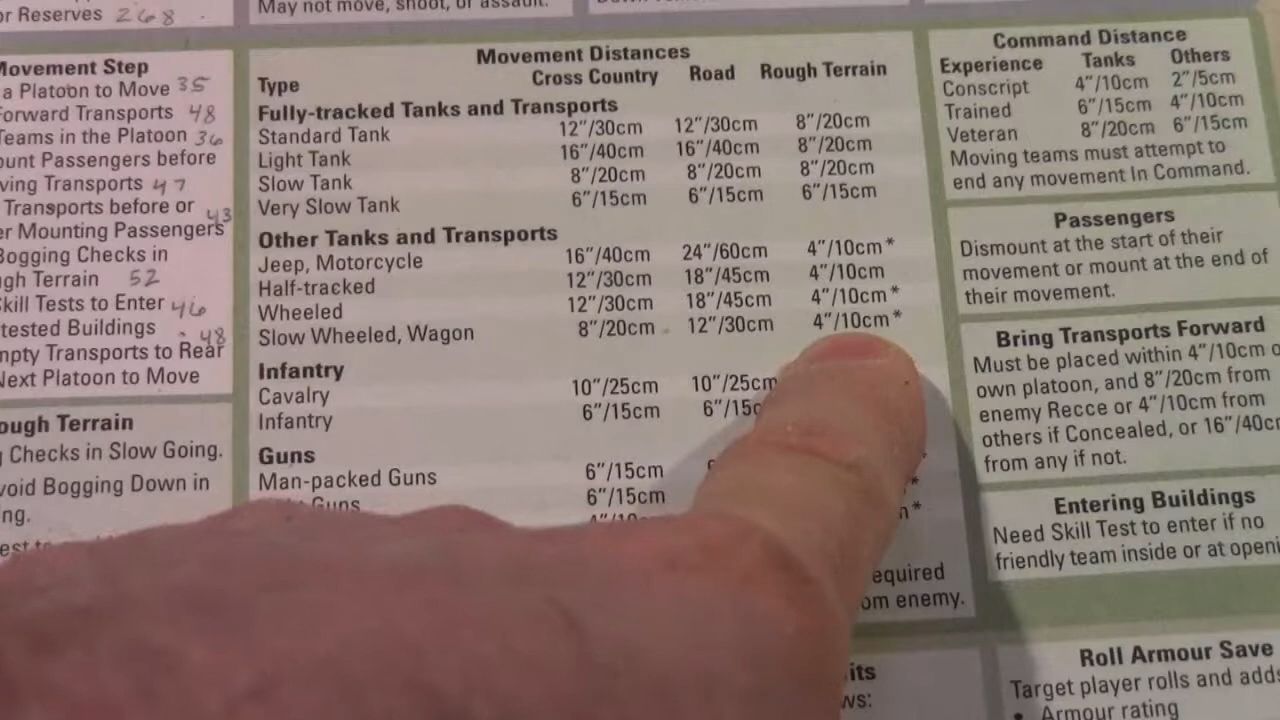 or Reserves 268
May not move, shoot, or assault.
Movement Step
a Platoon to Move 35
Forward Transports 48
Teams in the Platoon 36
ount Passengers before
ving Transports 47
Transports before or
er Mounting Passengers 43
Bogging Checks in
gh Terrain 52
Skill Tests to Enter 46
tested Buildings
mpty Transports to Rear 48
Next Platoon to Move
ough Terrain
g Checks in Slow Going.
void Bogging Down in
ng.
Movement Distances
Type Cross Country Road Rough Terrain
Fully-tracked Tanks and Transports
Standard Tank 12"/30cm 12"/30cm 8"/20cm
Light Tank 16"/40cm 16"/40cm 8"/20cm
Slow Tank 8"/20cm 8"/20cm 8"/20cm
Very Slow Tank 6"/15cm 6"/15cm 6"/15cm
Other Tanks and Transports
Jeep, Motorcycle 16"/40cm 24"/60cm 4"/10cm*
Half-tracked 12"/30cm 18"/45cm 4"/10cm
Wheeled 12"/30cm 18"/45cm 4"/10cm*
Slow Wheeled, Wagon 8"/20cm 12"/30cm 4"/10cm*
Infantry
Cavalry 10"/25cm 10"/25cm
Infantry 6"/15cm 6"/15c
Guns
Man-packed Guns 6"/15cm
Guns 6"/15cm *
n*
equired
om enemy.
Command Distance
Experience Tanks Others
Conscript 4"/10cm 2"/5cm
Trained 6"/15cm 4"/10cm
Veteran 8"/20cm 6"/15cm
Moving teams must attempt to
end any movement In Command.
Passengers
Dismount at the start of their
movement or mount at the end of
their movement.
Bring Transports Forward
Must be placed within 4"/10cm o
own platoon, and 8"/20cm from
enemy Recce or 4"/10cm from
others if Concealed, or 16"/40cm
from any if not.
Entering Buildings
Need Skill Test to enter if no
friendly team inside or at openi
its
ws:
Roll Armour Save
Target player rolls and adds
• Armour rating